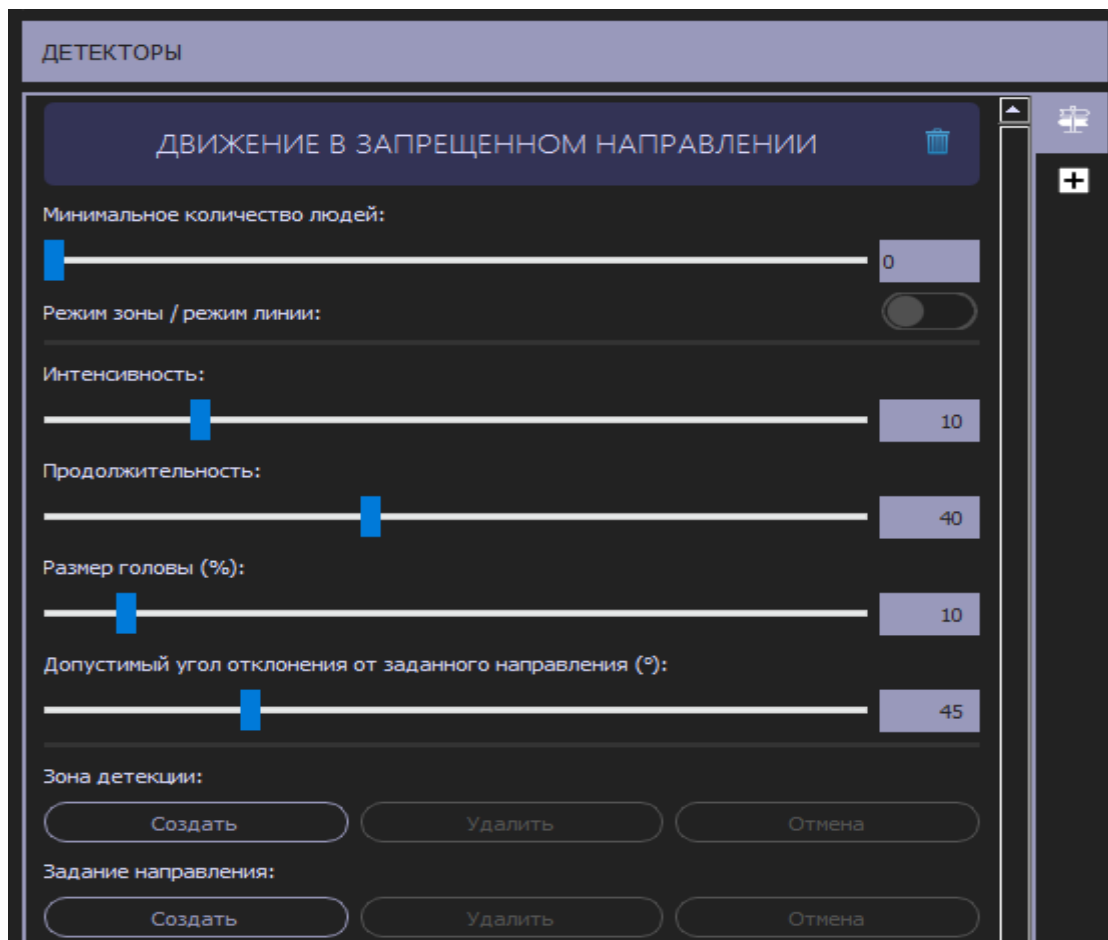 ДЕТЕКТОРЫ
ДВИЖЕНИЕ В ЗАПРЕЩЕННОМ НАПРАВЛЕНИИ
Минимальное количество людей:
0
Режим зоны / режим линии:
Интенсивность:
10
Продолжительность:
40
Размер головы (%):
10
Допустимый угол отклонения от заданного направления (°):
45
Зона детекции:
Создать Удалить Отмена
Задание направления:
Создать Удалить Отмена